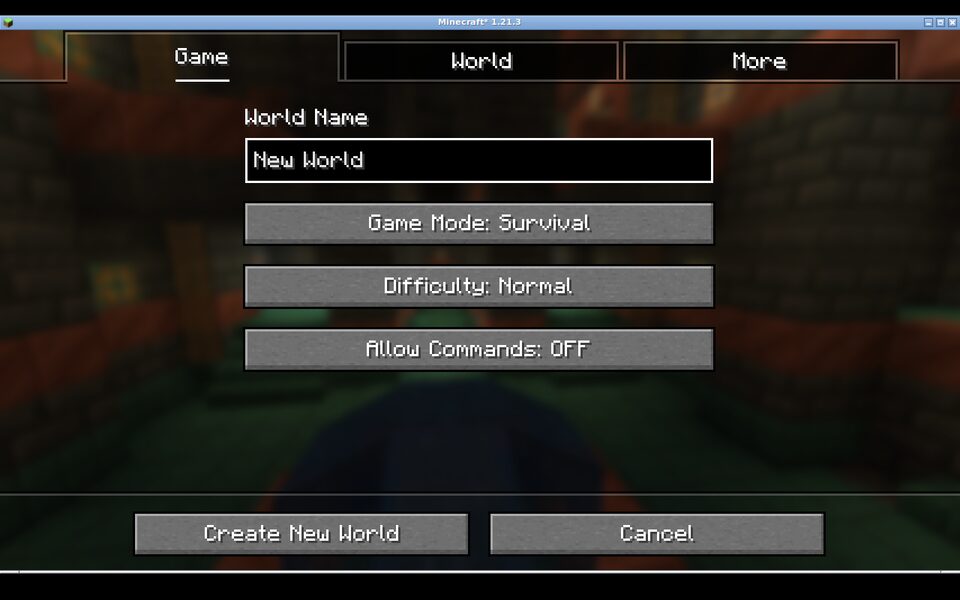 Minecraft* 1.21.3
Game
World
More
World Name
New World
Game Mode: Survival
Difficulty: Normal
Allow Commands: OFF
Create New World
Cancel